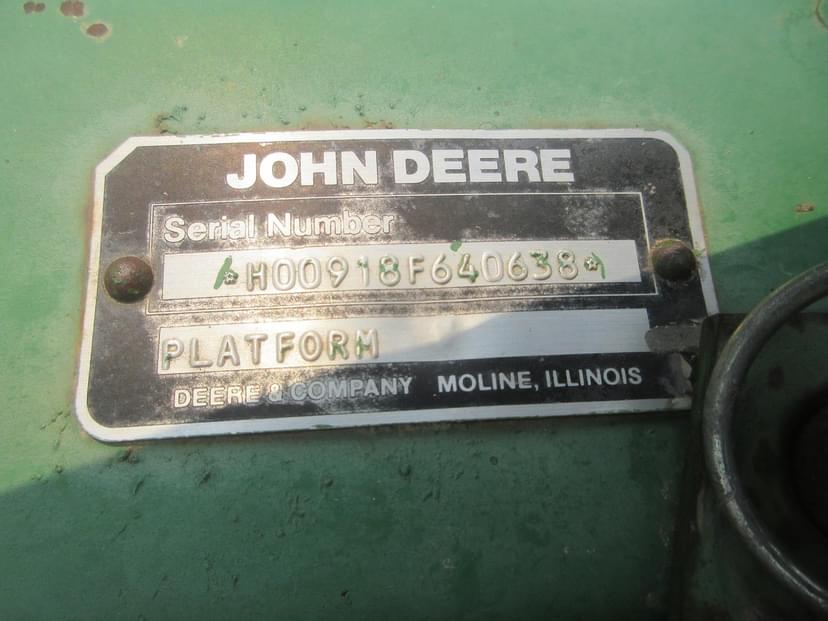 JOHN DEERE
Serial Number
*H00918F640638*
PLATFORM
DEERE & COMPANY MOLINE, ILLINOIS